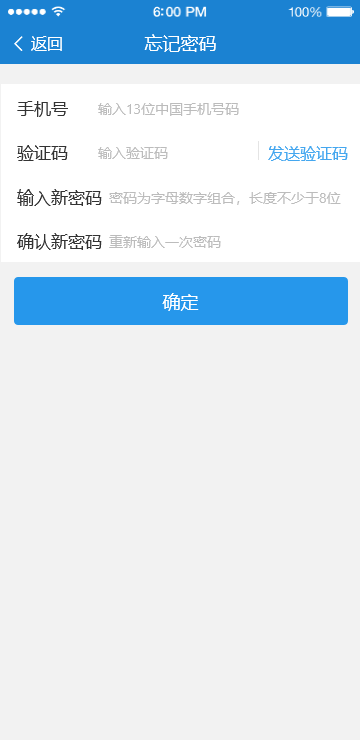 6:00 PM 100%
返回 忘记密码
手机号 输入13位中国手机号码
验证码 输入验证码 发送验证码
输入新密码 密码为字母数字组合，长度不少于8位
确认新密码 重新输入一次密码
确定